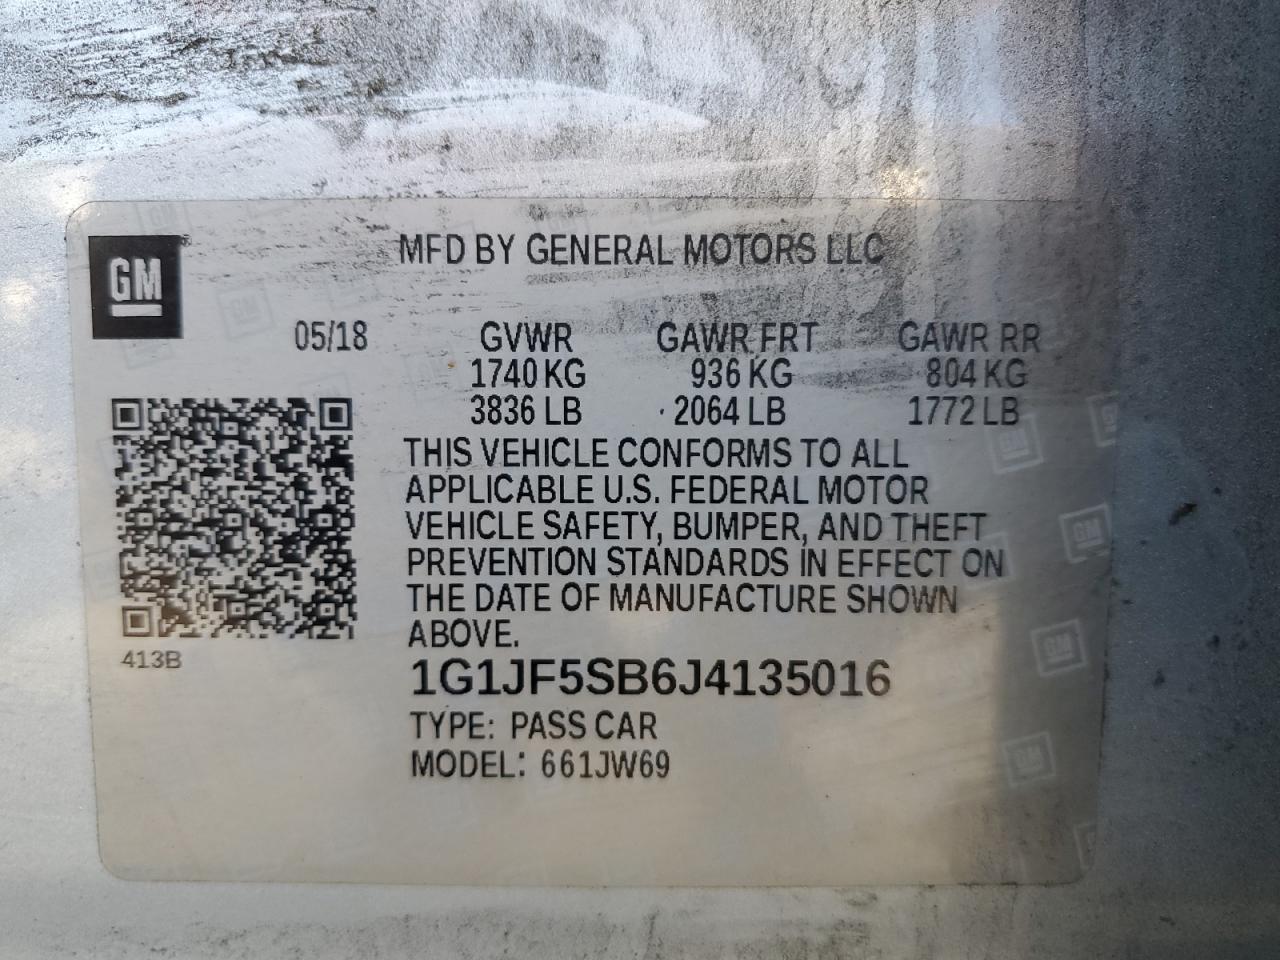 GM
MFD BY GENERAL MOTORS LLC
05/18 GVWR GAWR FRT GAWR RR
1740 KG 936 KG 804 KG
3836 LB 2064 LB 1772 LB
THIS VEHICLE CONFORMS TO ALL
APPLICABLE U.S. FEDERAL MOTOR
VEHICLE SAFETY, BUMPER, AND THEFT
PREVENTION STANDARDS IN EFFECT ON
THE DATE OF MANUFACTURE SHOWN
ABOVE.
413B
1G1JF5SB6J4135016
TYPE: PASS CAR
MODEL: 661JW69